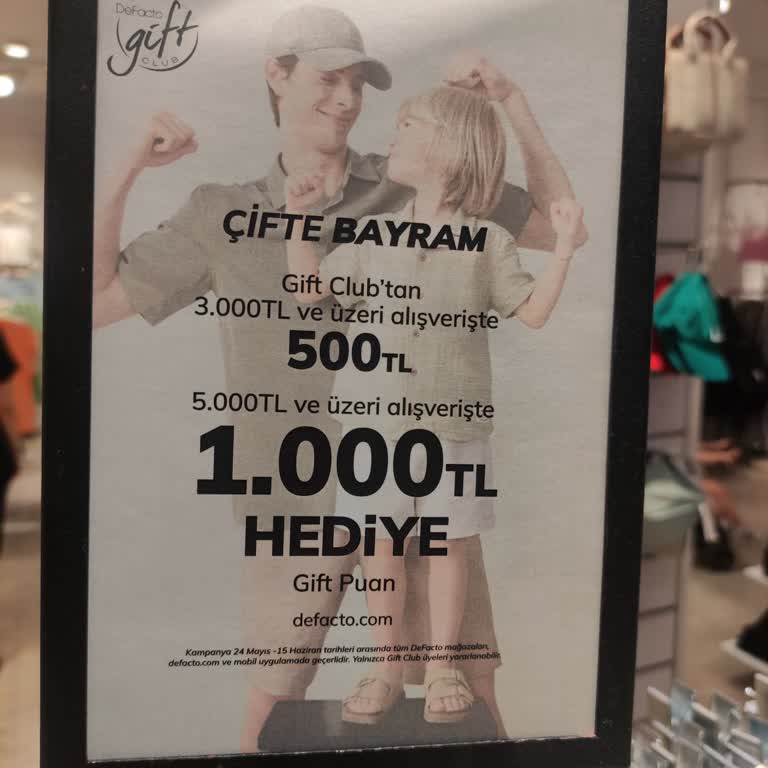 DeFacto
gift
CLUB
ÇİFTE BAYRAM
Gift Club'tan
3.000TL ve üzeri alışverişte
500TL
5.000TL ve üzeri alışverişte
1.000TL
HEDİYE
Gift Puan
defacto.com
Kampanya 24 Mayıs -15 Haziran tarihleri arasında tüm DeFacto mağazaları,
defacto.com ve mobil uygulamada geçerlidir. Yalnızca Gift Club üyeleri yararlanabilir.